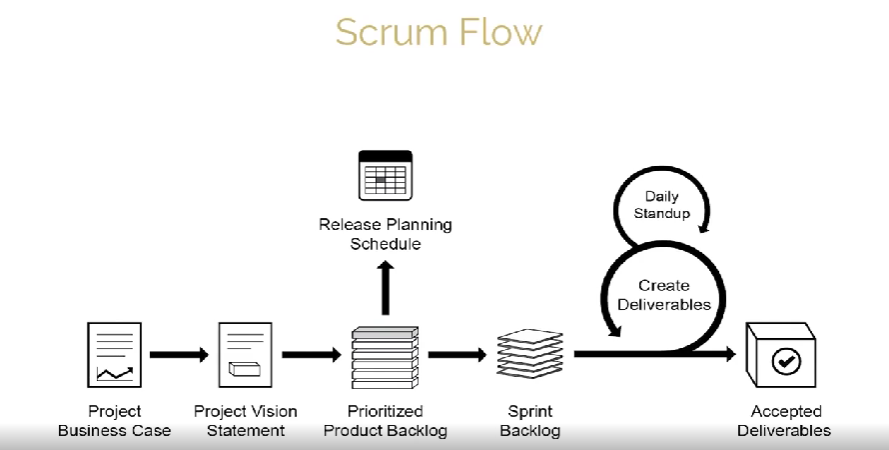 Scrum Flow
Release Planning
Schedule
Daily
Standup
Create
Deliverables
Project
Business Case
Project Vision
Statement
Prioritized
Product Backlog
Sprint
Backlog
Accepted
Deliverables